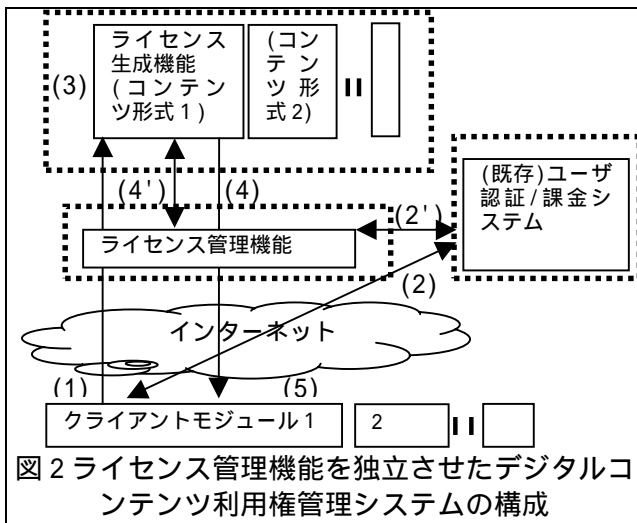 ライセンス
生成機能
(コンテン
ツ形式1)
(コン
テン
ツ形
式2)
(3)
(4')
(4)
(既存)ユーザ
認証/課金シ
ステム
(2')
ライセンス管理機能
(2)
インターネット
(1)
(5)
クライアントモジュール1
2
図2 ライセンス管理機能を独立させたデジタルコ
ンテンツ利用権管理システムの構成